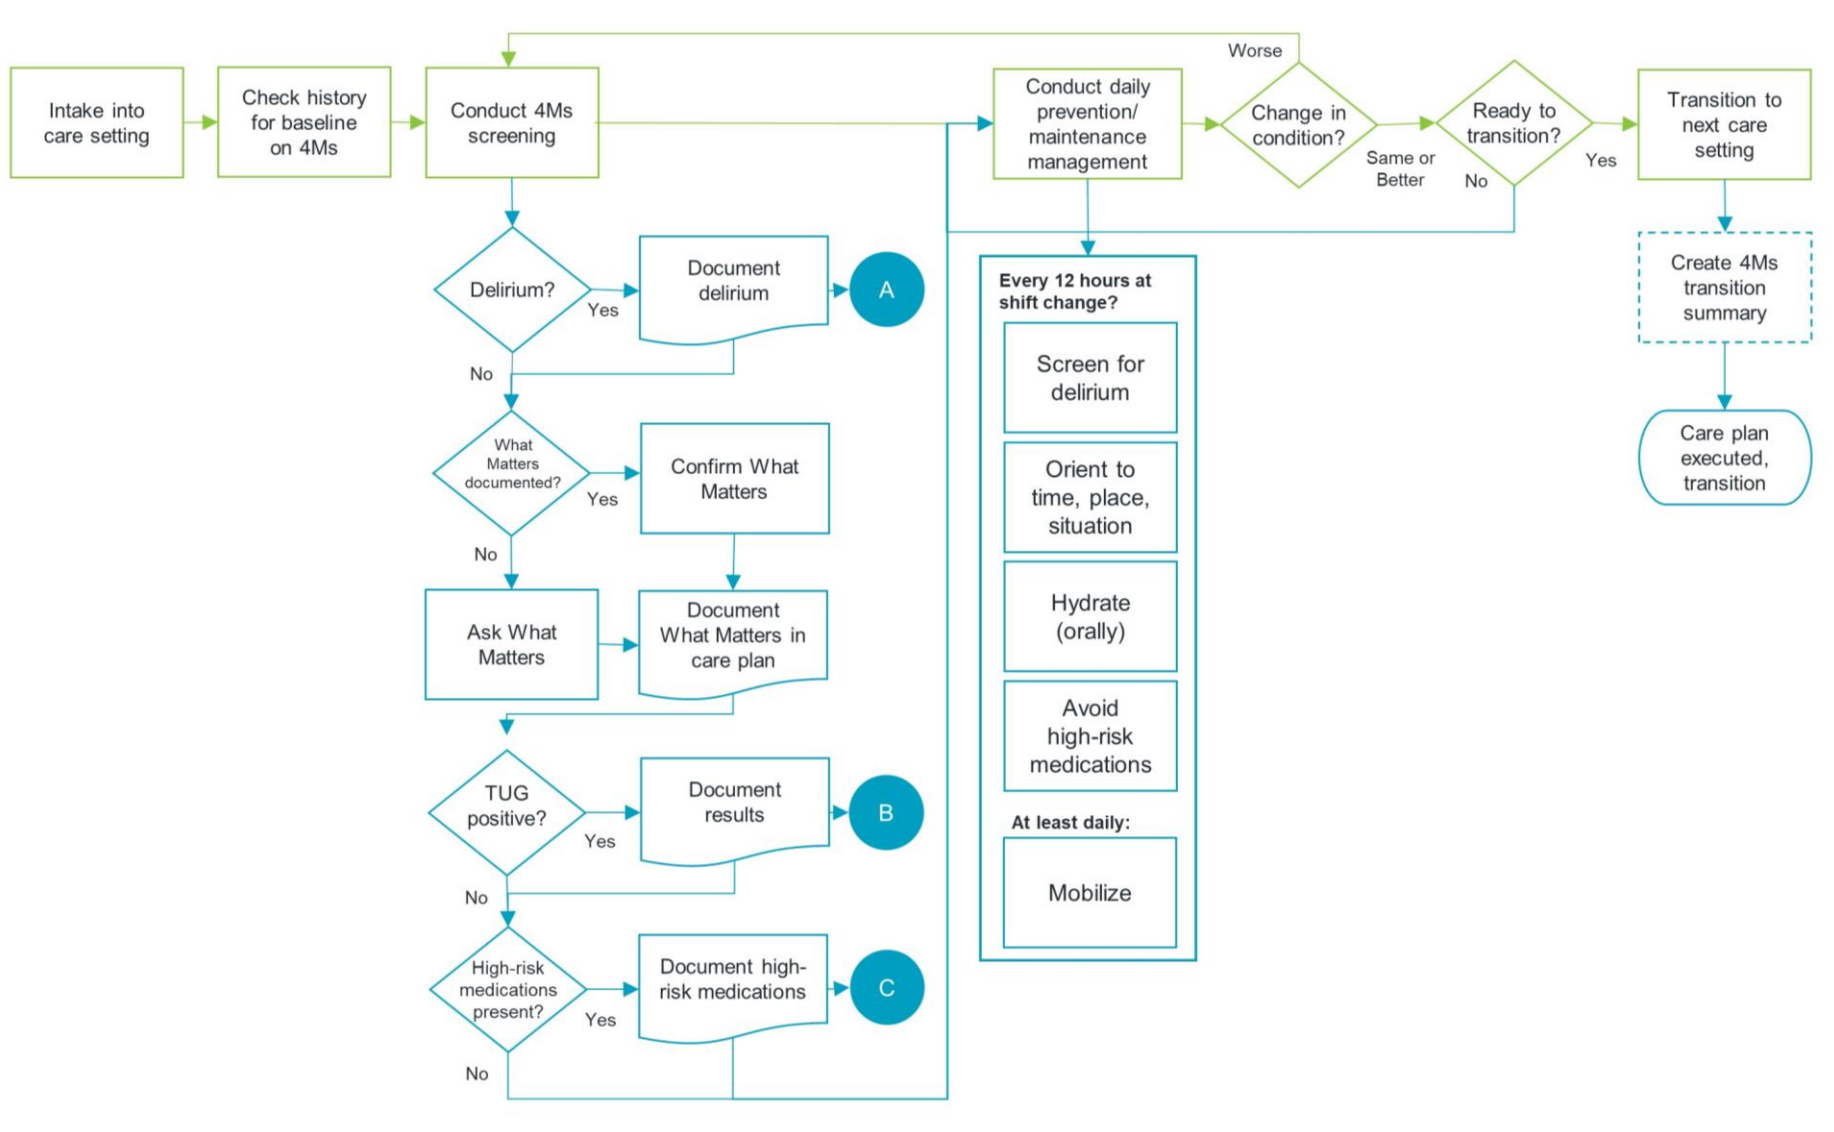 Intake into
care setting
Check history
for baseline
on 4Ms
Conduct 4Ms
screening
Conduct daily
prevention/
maintenance
management
Worse
Change in
condition?
Same or
Better
Ready to
transition?
No
Yes
Transition to
next care
setting
Create 4Ms
transition
summary
Care plan
executed,
transition
Delirium?
Yes
No
Document
delirium
A
What
Matters
documented?
Yes
No
Confirm What
Matters
Ask What
Matters
Document
What Matters in
care plan
TUG
positive?
Yes
No
Document
results
B
High-risk
medications
present?
Yes
No
Document high-
risk medications
C
Every 12 hours at
shift change?
Screen for
delirium
Orient to
time, place,
situation
Hydrate
(orally)
Avoid
high-risk
medications
At least daily:
Mobilize